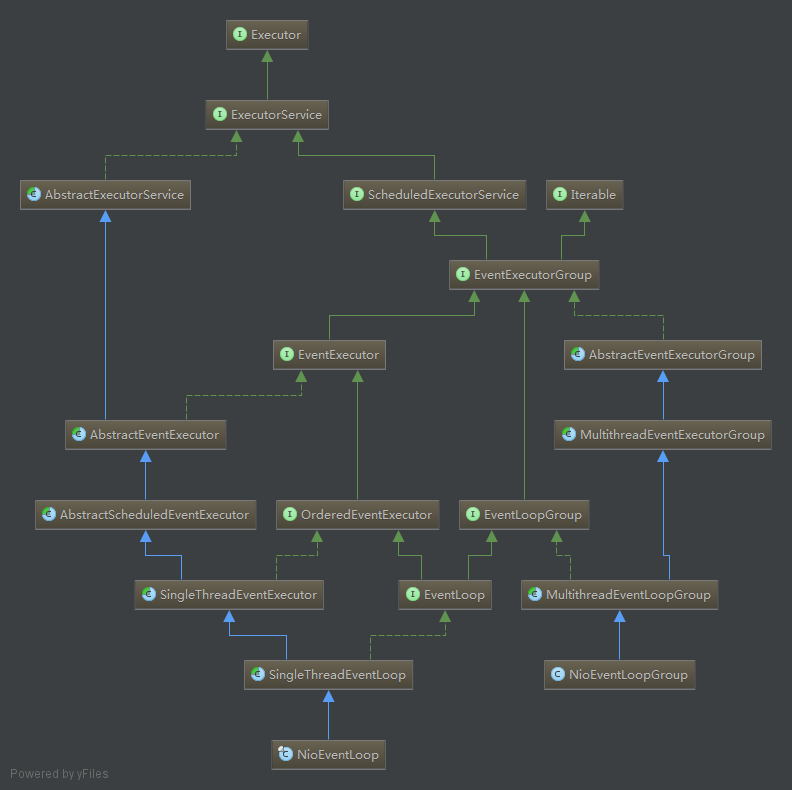 Executor
ExecutorService
AbstractExecutorService
ScheduledExecutorService
Iterable
EventExecutorGroup
EventExecutor
AbstractEventExecutorGroup
AbstractEventExecutor
MultithreadEventExecutorGroup
AbstractScheduledEventExecutor
OrderedEventExecutor
EventLoopGroup
SingleThreadEventExecutor
EventLoop
MultithreadEventLoopGroup
SingleThreadEventLoop
NioEventLoopGroup
NioEventLoop
Powered by yFiles